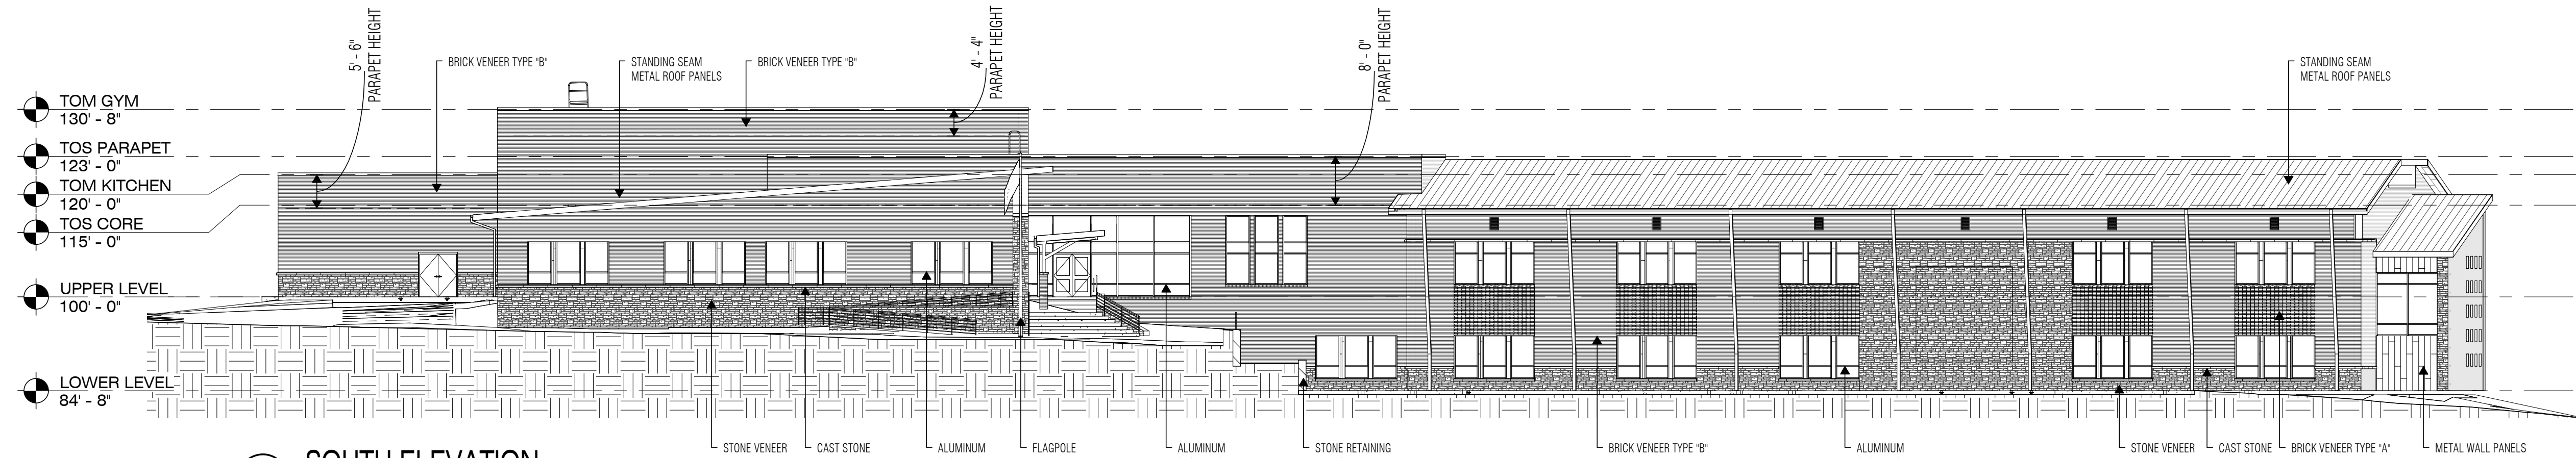 5' - 6"
PARAPET HEIGHT
BRICK VENEER TYPE "B"
STANDING SEAM
METAL ROOF PANELS
BRICK VENEER TYPE "B"
4' - 4"
PARAPET HEIGHT
8' - 0"
PARAPET HEIGHT
STANDING SEAM
METAL ROOF PANELS
TOM GYM
130' - 8"
TOS PARAPET
123' - 0"
TOM KITCHEN
120' - 0"
TOS CORE
115' - 0"
UPPER LEVEL
100' - 0"
LOWER LEVEL
84' - 8"
STONE VENEER
CAST STONE
ALUMINUM
FLAGPOLE
ALUMINUM
STONE RETAINING
BRICK VENEER TYPE "B"
ALUMINUM
STONE VENEER
CAST STONE
BRICK VENEER TYPE "A"
METAL WALL PANELS
SOUTH ELEVATION